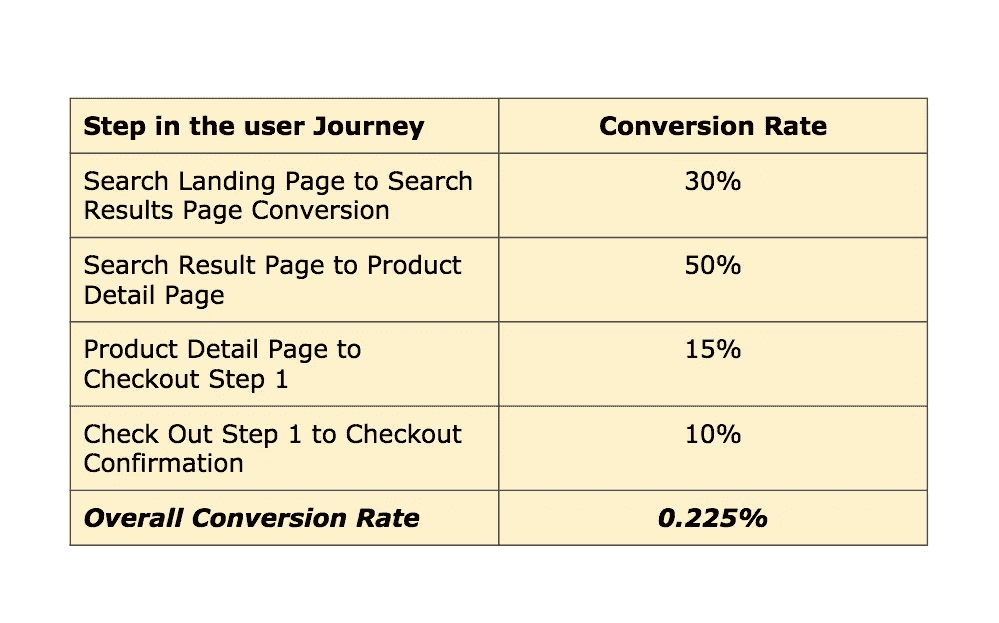 Step in the user Journey
Conversion Rate
Search Landing Page to Search
Results Page Conversion
30%
Search Result Page to Product
Detail Page
50%
Product Detail Page to
Checkout Step 1
15%
Check Out Step 1 to Checkout
Confirmation
10%
Overall Conversion Rate
0.225%